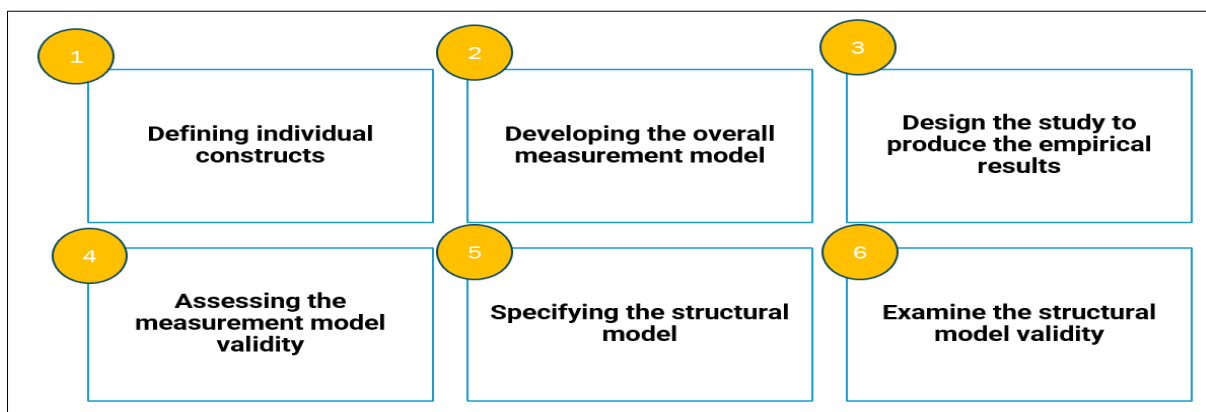 1
Defining individual
constructs
2
Developing the overall
measurement model
3
Design the study to
produce the empirical
results
4
Assessing the
measurement model
validity
5
Specifying the structural
model
6
Examine the structural
model validity